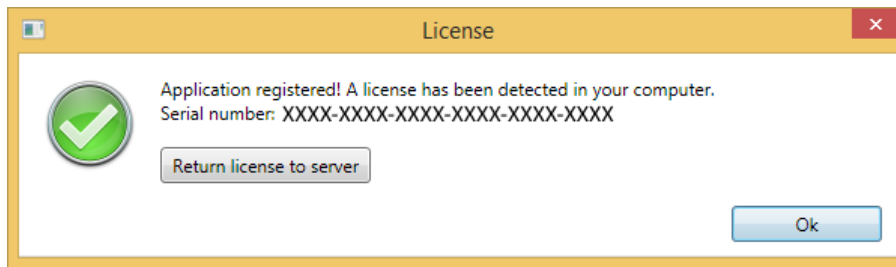 License
Application registered! A license has been detected in your computer.
Serial number: XXXX-XXXX-XXXX-XXXX-XXXX-XXXX
Return license to server
Ok